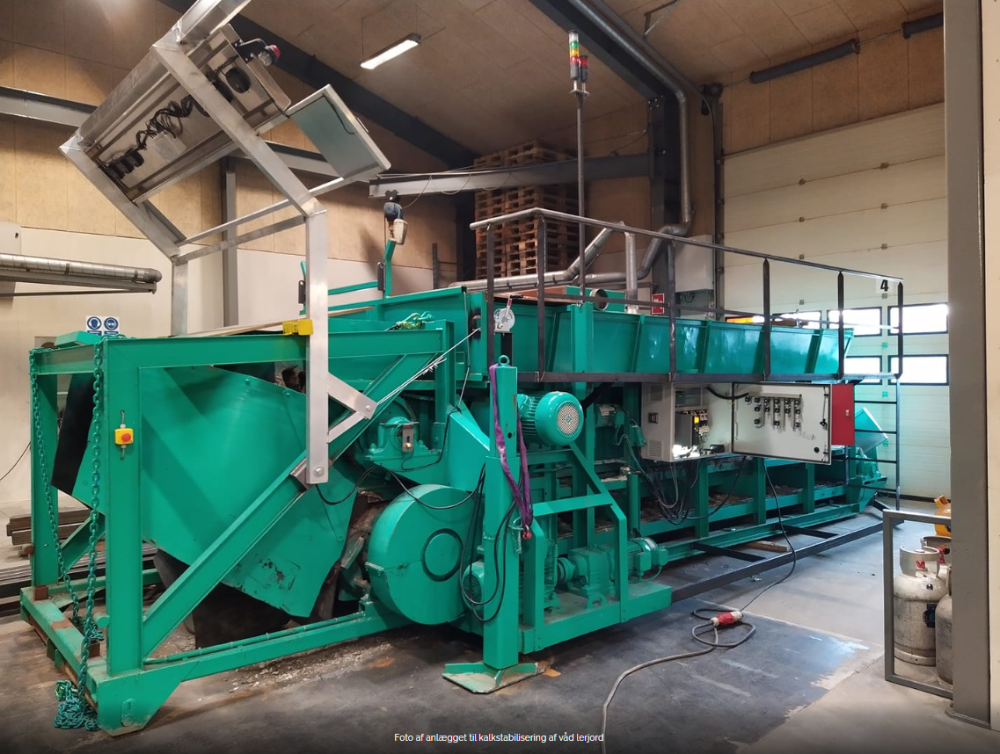 4
Foto af anlægget til kalkstabilisering af våd lerjord